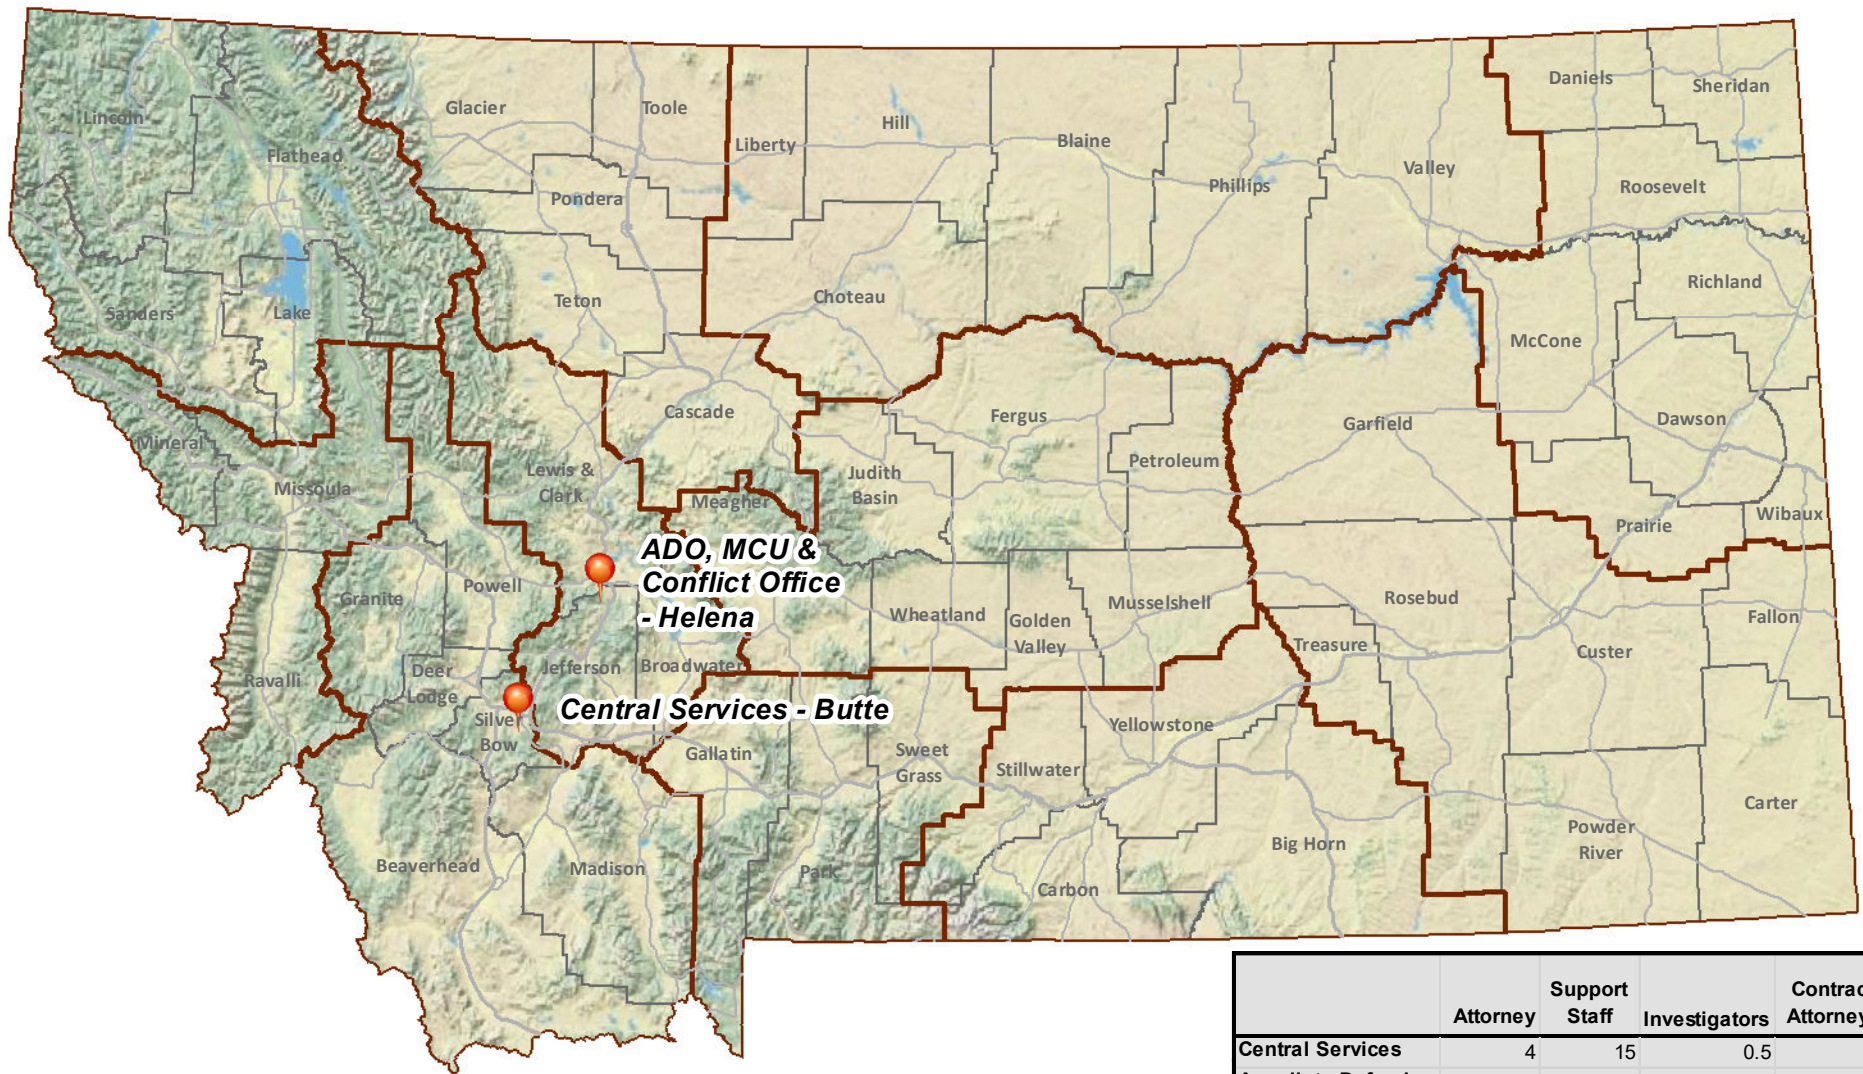 Daniels
Sheridan
Glacier
Toole
Lincoln
Hill
Liberty
Blaine
Flathead
Valley
Phillips
Roosevelt
Pondera
Richland
Teton
Choteau
Sanders
Lake
McCone
Cascade
Fergus
Garfield
Dawson
Mineral
Lewis &
Clark
Judith
Basin
Petroleum
Missoula
Meagher
Wibaux
Prairie
ADO, MCU &
Conflict Office
- Helena
Powell
Granite
Wheatland
Golden
Valley
Musselshell
Rosebud
Fallon
Treasure
Custer
Jefferson
Broadwater
Deer
Lodge
Ravalli
Central Services - Butte
Silver
Bow
Yellowstone
Gallatin
Sweet
Grass
Stillwater
Carter
Powder
River
Big Horn
Beaverhead
Madison
Park
Carbon
Support Contrac
Attorney Staff Investigators Attorney
Central Services 4 15 0.5